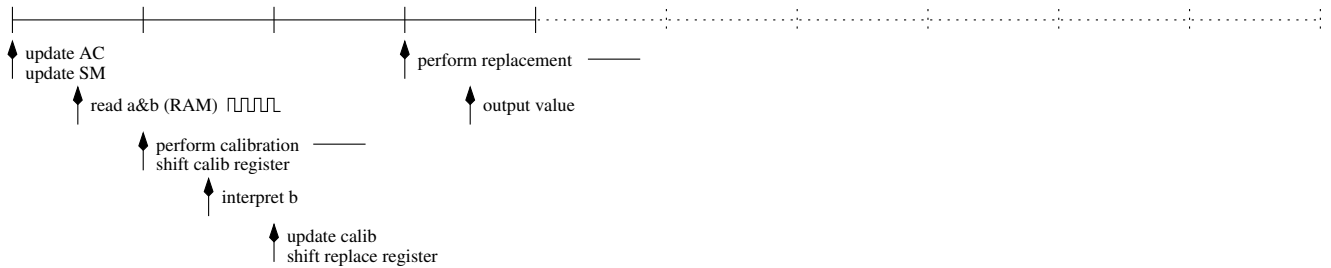 update AC
update SM
perform replacement
read a&b (RAM)
output value
perform calibration
shift calib register
interpret b
update calib
shift replace register